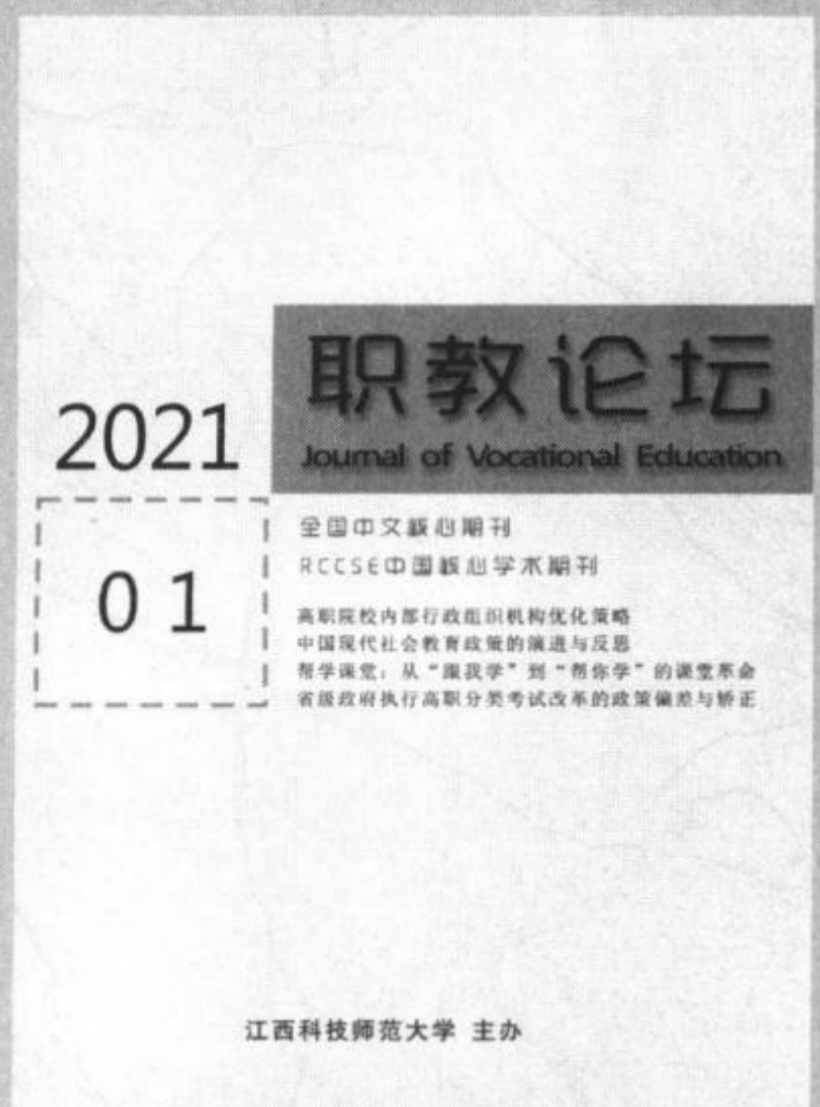 职教论坛
Journal of Vocational Education
2021
01
全国中文核心期刊
RCCSE中国核心学术期刊
高职院校内部行政组织机构优化策略
中国现代社会教育政策的演进与反思
帮学课堂：从“跟我学”到“帮你学”的课堂革命
省级政府执行高职分类考试改革的政策偏差与矫正
江西科技师范大学 主办